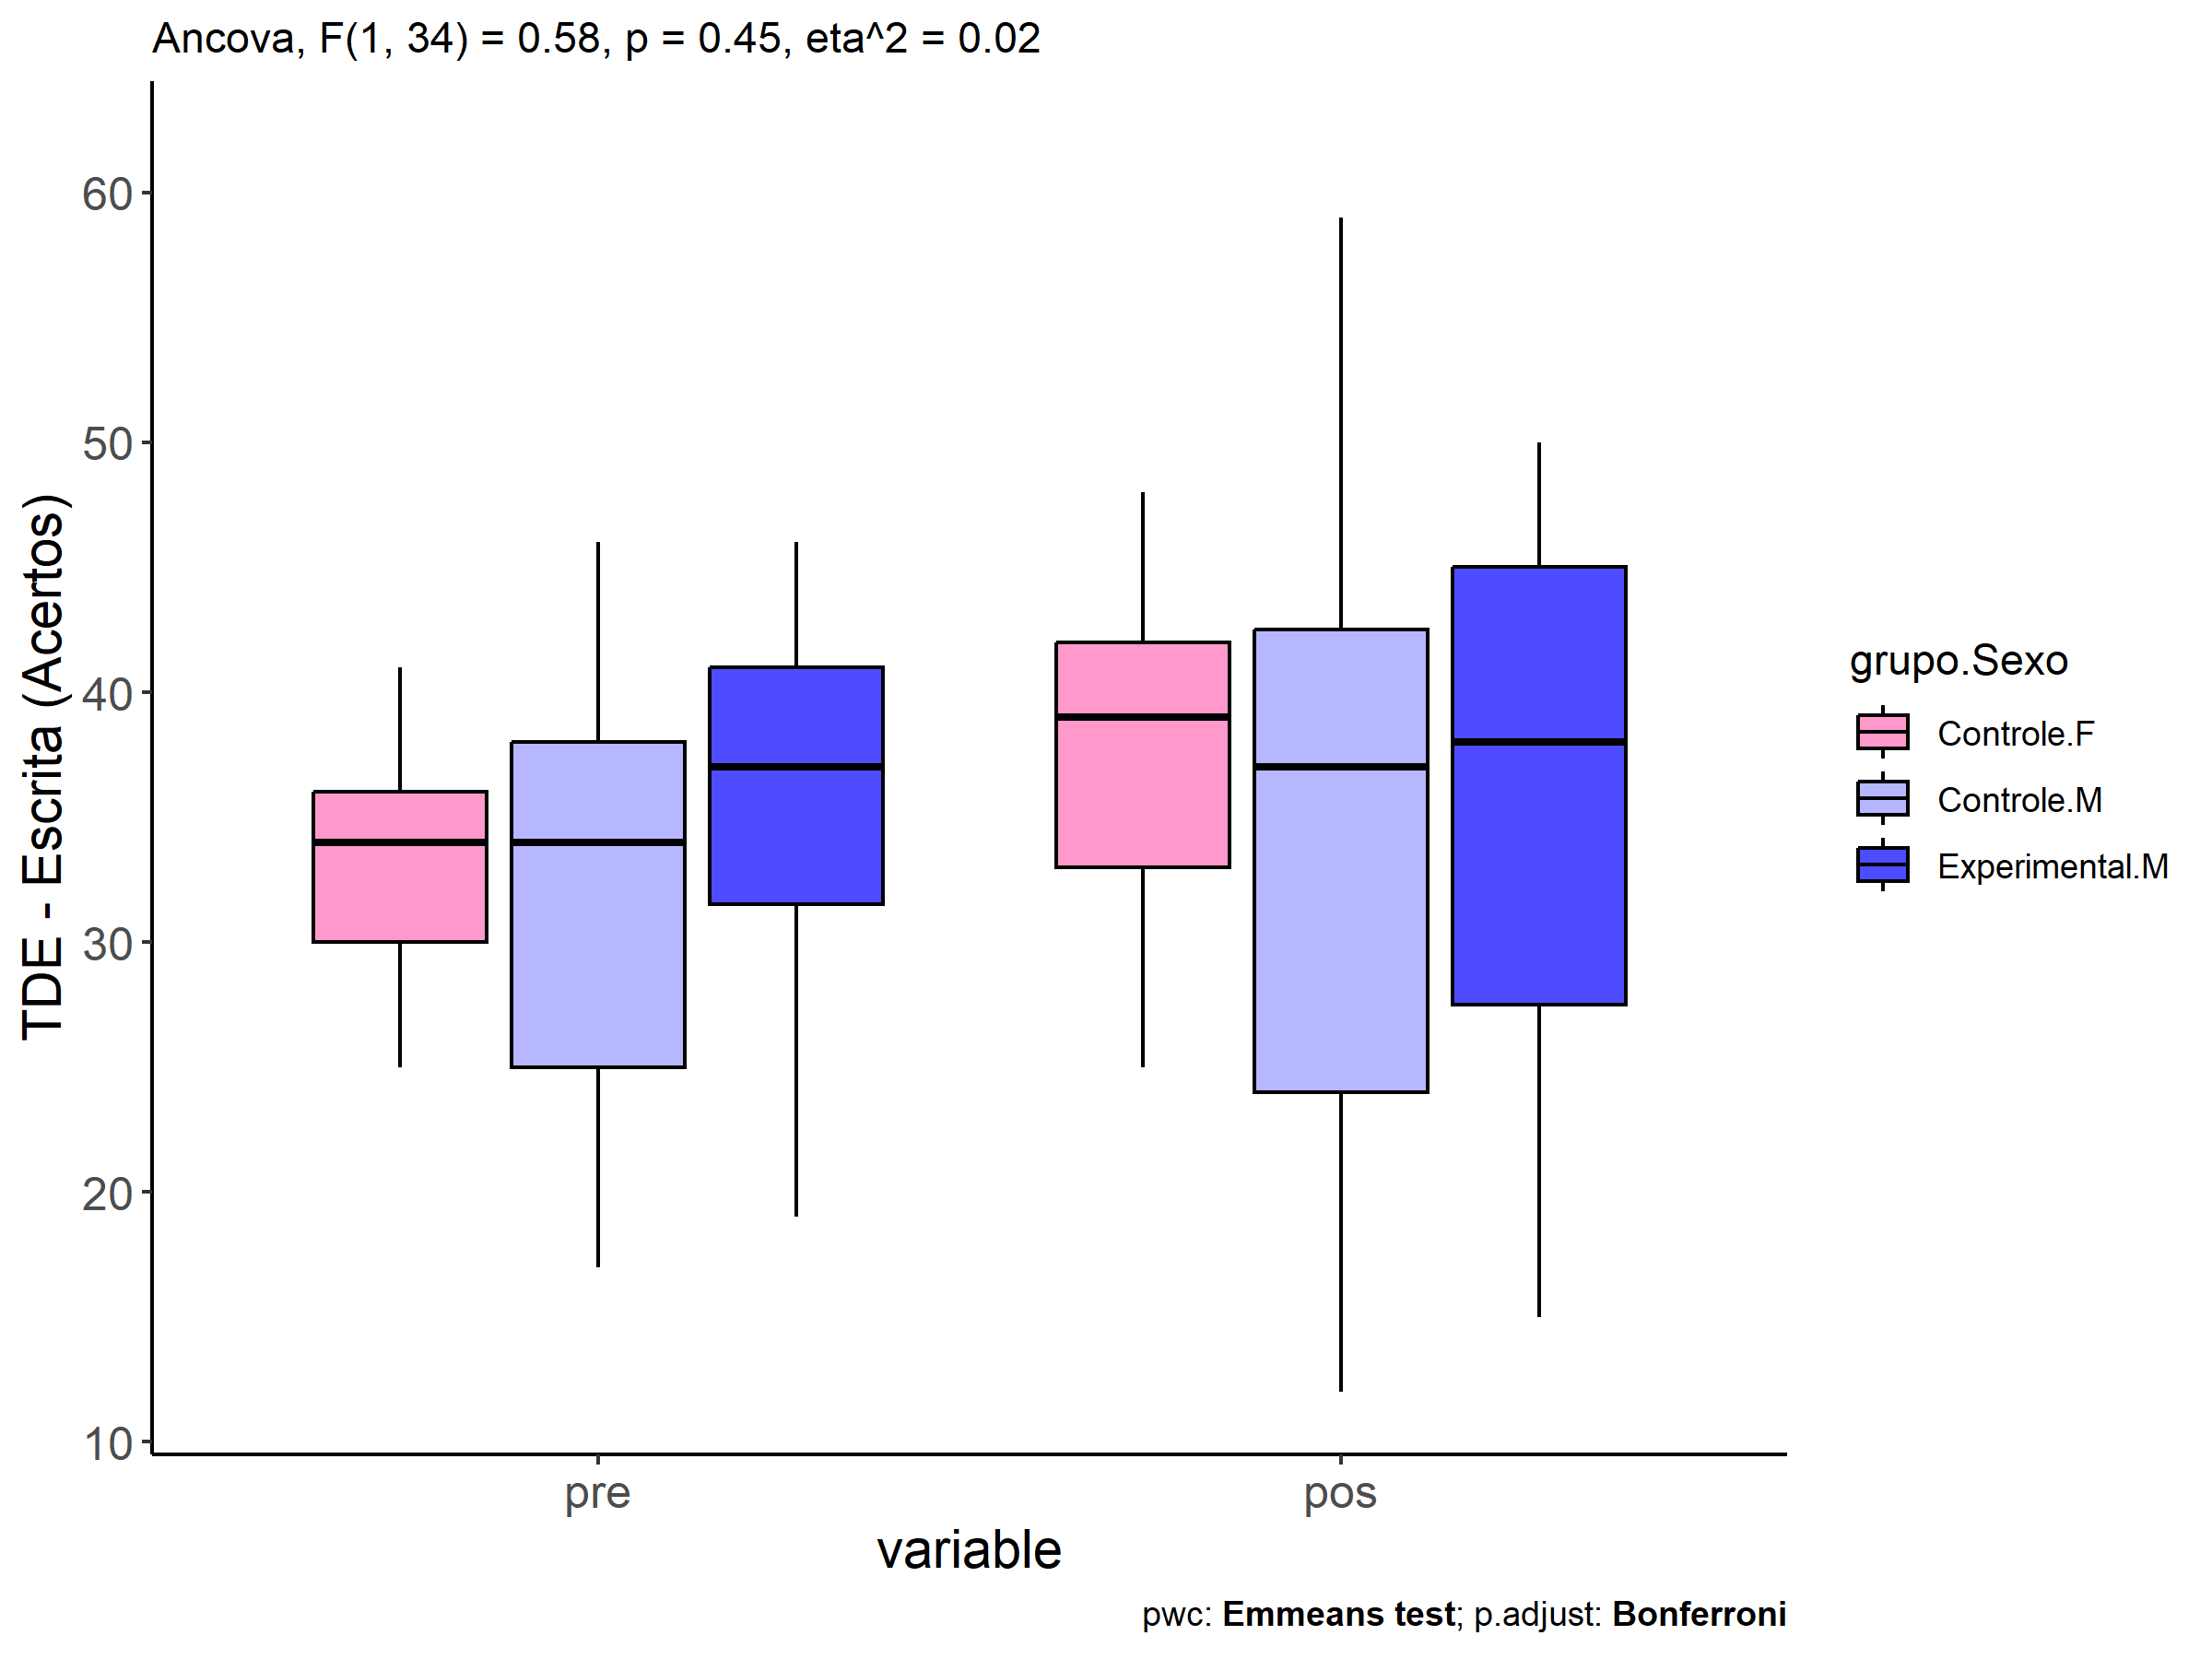 Ancova, F(1, 34) = 0.58, p = 0.45, eta^2 = 0.02
TDE - Escrita (Acertos)
60
50
40
30
20
10
pre
pos
variable
grupo.Sexo
Controle.F
Controle.M
Experimental.M
pwc: Emmeans test; p.adjust: Bonferroni